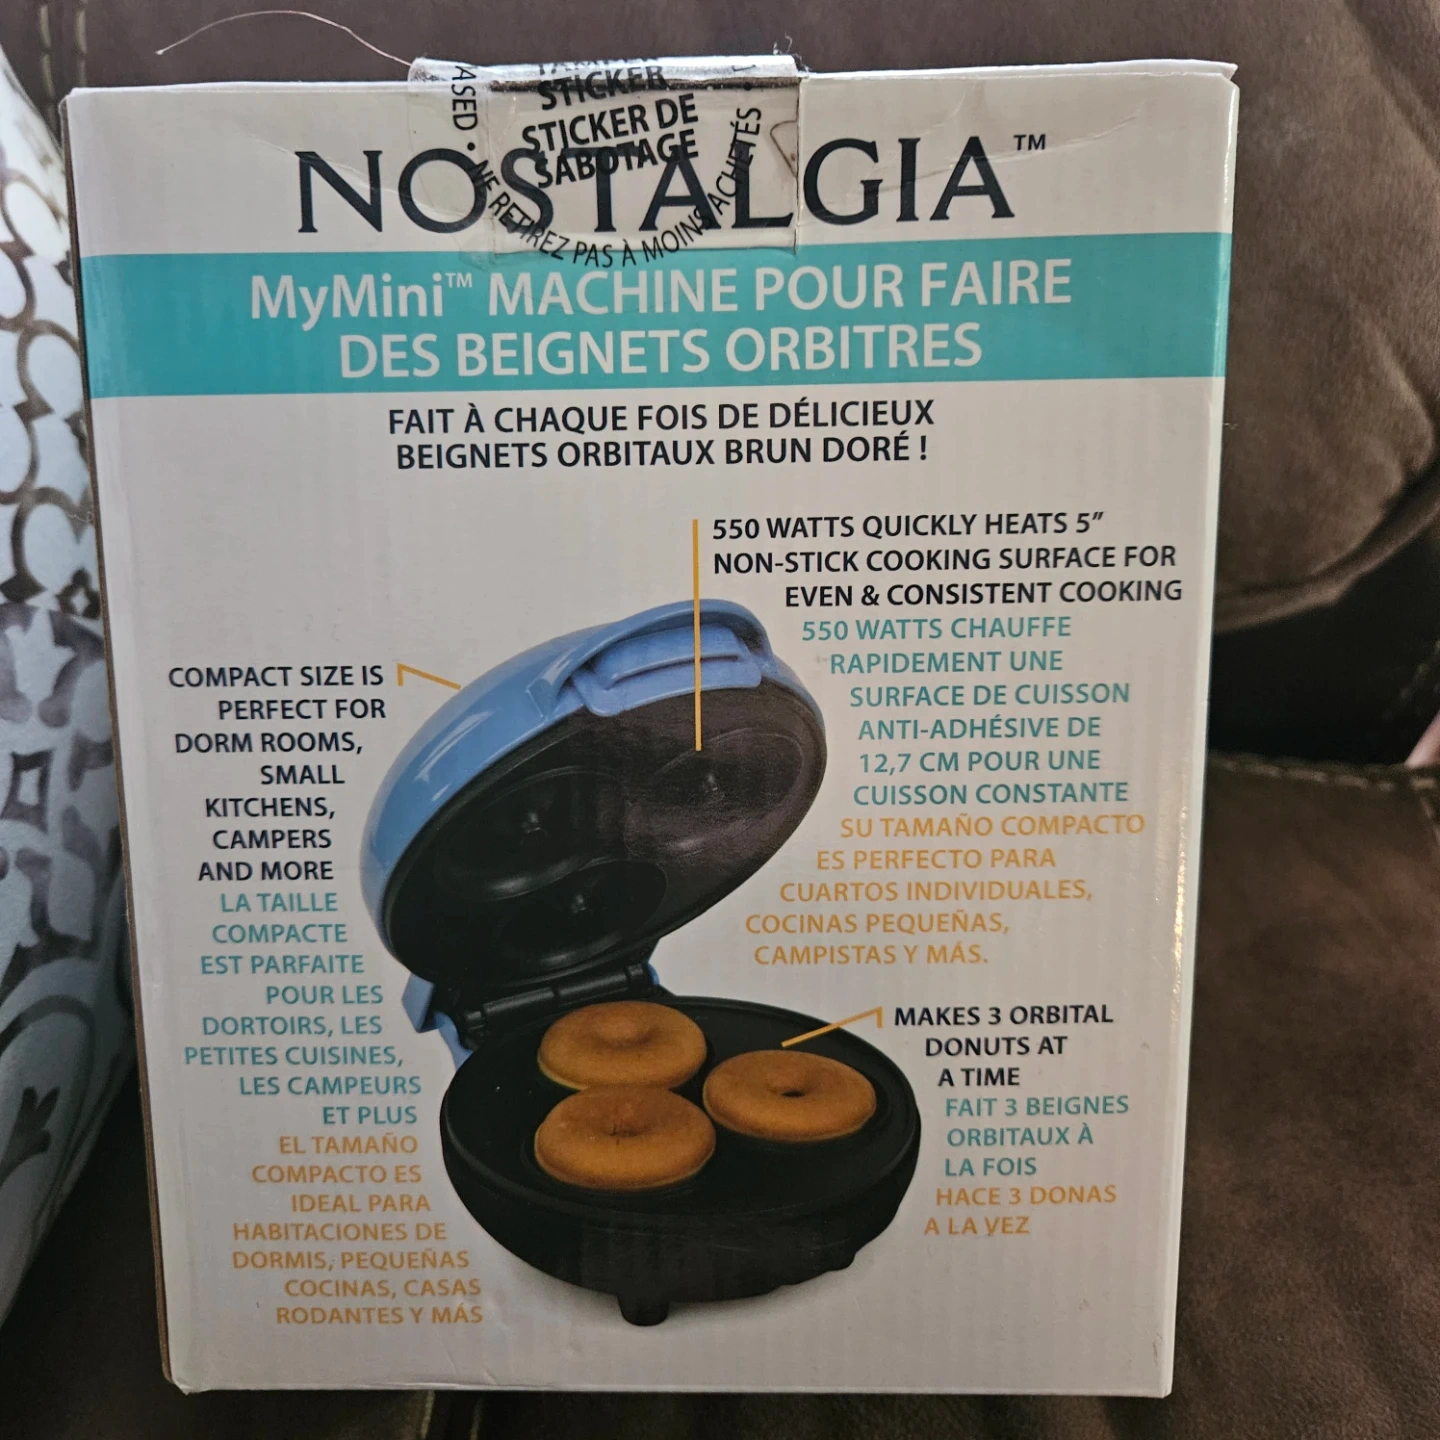 STICKER
STICKER DE
SABOTAGE
ASED • NE RETIREZ PAS À MOINS ACHETÉS •
NOSTALGIA™
MyMini™ MACHINE POUR FAIRE
DES BEIGNETS ORBITRES
FAIT À CHAQUE FOIS DE DÉLICIEUX
BEIGNETS ORBITAUX BRUN DORÉ !
550 WATTS QUICKLY HEATS 5”
NON-STICK COOKING SURFACE FOR
EVEN & CONSISTENT COOKING
550 WATTS CHAUFFE
RAPIDEMENT UNE
SURFACE DE CUISSON
ANTI-ADHÉSIVE DE
12,7 CM POUR UNE
CUISSON CONSTANTE
SU TAMAÑO COMPACTO
ES PERFECTO PARA
CUARTOS INDIVIDUALES,
COCINAS PEQUEÑAS,
CAMPISTAS Y MÁS.
COMPACT SIZE IS
PERFECT FOR
DORM ROOMS,
SMALL
KITCHENS,
CAMPERS
AND MORE
LA TAILLE
COMPACTE
EST PARFAITE
POUR LES
DORTOIRS, LES
PETITES CUISINES,
LES CAMPEURS
ET PLUS
EL TAMAÑO
COMPACTO ES
IDEAL PARA
HABITACIONES DE
DORMIS, PEQUEÑAS
COCINAS, CASAS
RODANTES Y MÁS
MAKES 3 ORBITAL
DONUTS AT
A TIME
FAIT 3 BEIGNES
ORBITAUX À
LA FOIS
HACE 3 DONAS
A LA VEZ